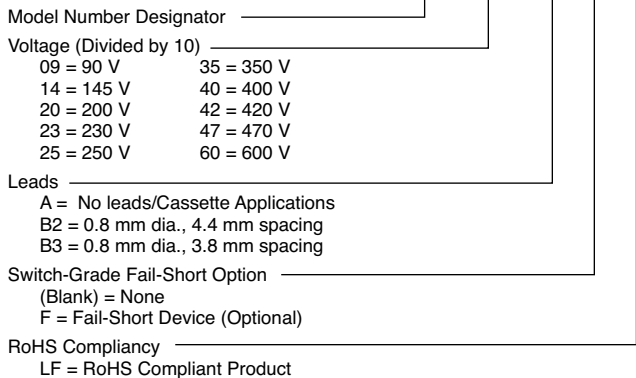 Model Number Designator
Voltage (Divided by 10)
09 = 90 V 35 = 350 V
14 = 145 V 40 = 400 V
20 = 200 V 42 = 420 V
23 = 230 V 47 = 470 V
25 = 250 V 60 = 600 V
Leads
A = No leads/Cassette Applications
B2 = 0.8 mm dia., 4.4 mm spacing
B3 = 0.8 mm dia., 3.8 mm spacing
Switch-Grade Fail-Short Option
(Blank) = None
F = Fail-Short Device (Optional)
RoHS Compliancy
LF = RoHS Compliant Product